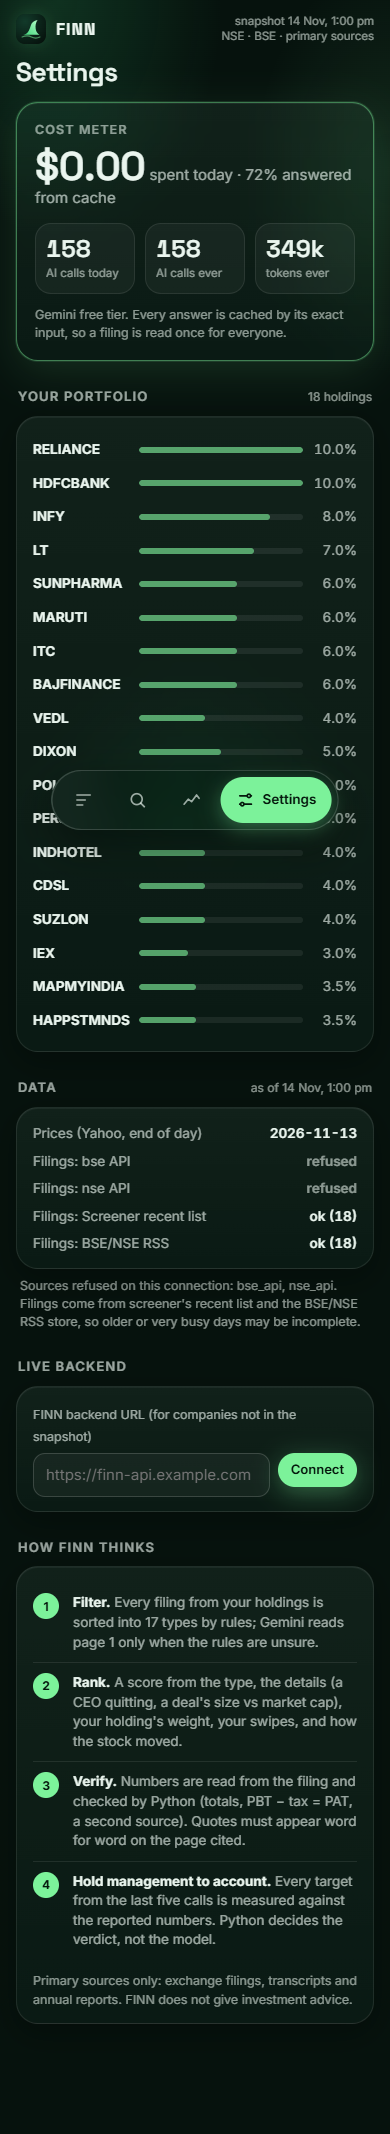 FINN
snapshot 14 Nov, 1:00 pm
NSE · BSE · primary sources
Settings
COST METER
$0.00 spent today · 72% answered
from cache
158
AI calls today
158
AI calls ever
349k
tokens ever
Gemini free tier. Every answer is cached by its exact
input, so a filing is read once for everyone.
YOUR PORTFOLIO 18 holdings
RELIANCE 10.0%
HDFCBANK 10.0%
INFY 8.0%
LT 7.0%
SUNPHARMA 6.0%
MARUTI 6.0%
ITC 6.0%
BAJFINANCE 6.0%
VEDL 4.0%
DIXON 5.0%
Settings
INDHOTEL 4.0%
CDSL 4.0%
SUZLON 4.0%
IEX 3.0%
MAPMYINDIA 3.5%
HAPPSTMNDS 3.5%
DATA as of 14 Nov, 1:00 pm
Prices (Yahoo, end of day) 2026-11-13
Filings: bse API refused
Filings: nse API refused
Filings: Screener recent list ok (18)
Filings: BSE/NSE RSS ok (18)
Sources refused on this connection: bse_api, nse_api.
Filings come from screener's recent list and the BSE/NSE
RSS store, so older or very busy days may be incomplete.
LIVE BACKEND
FINN backend URL (for companies not in the
snapshot)
https://finn-api.example.com Connect
HOW FINN THINKS
1 Filter. Every filing from your holdings is
sorted into 17 types by rules; Gemini reads
page 1 only when the rules are unsure.
2 Rank. A score from the type, the details (a
CEO quitting, a deal's size vs market cap),
your holding's weight, your swipes, and how
the stock moved.
3 Verify. Numbers are read from the filing and
checked by Python (totals, PBT − tax = PAT,
a second source). Quotes must appear word
for word on the page cited.
4 Hold management to account. Every target
from the last five calls is measured against
the reported numbers. Python decides the
verdict, not the model.
Primary sources only: exchange filings, transcripts and
annual reports. FINN does not give investment advice.